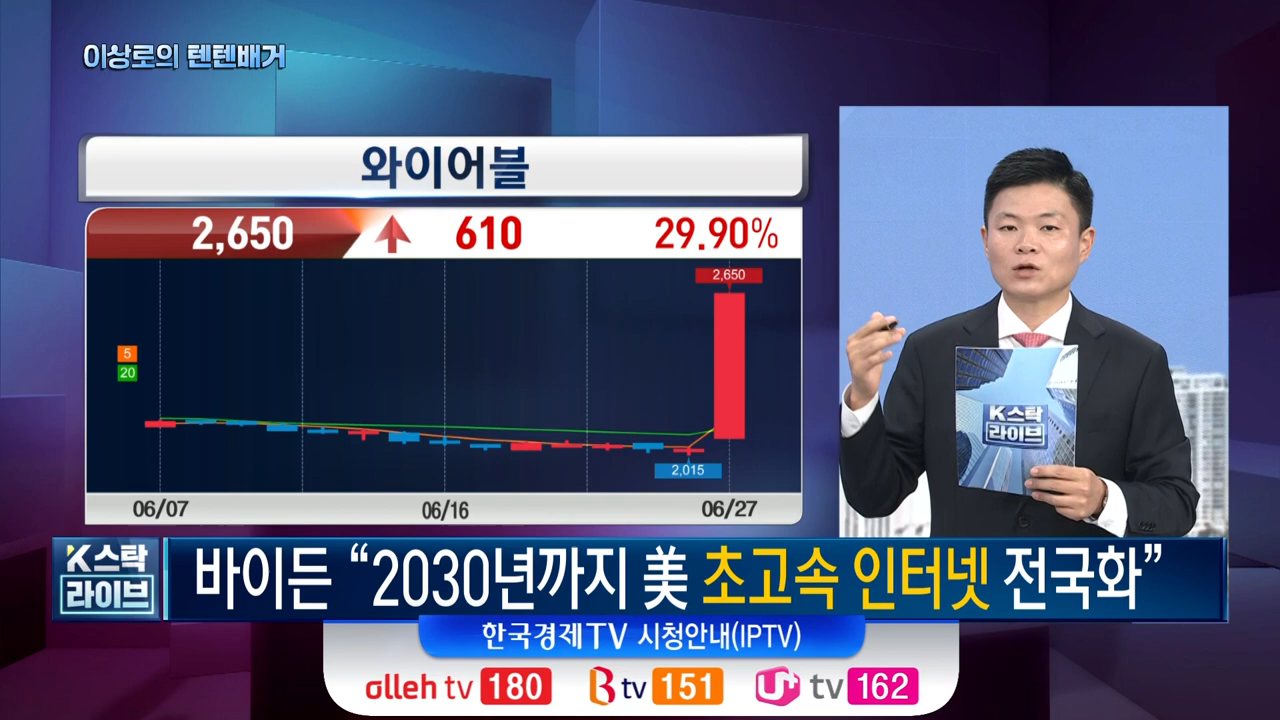 이상로의 텐텐배거
와이어블
2,650 610 29.90%
2,650
5
20
2,015
06/07 06/16 06/27
K스탁
라이브
K스탁
라이브
바이든 “2030년까지 美 초고속 인터넷 전국화”
한국경제TV 시청안내(IPTV)
olleh tv 180 B tv 151 U+ tv 162